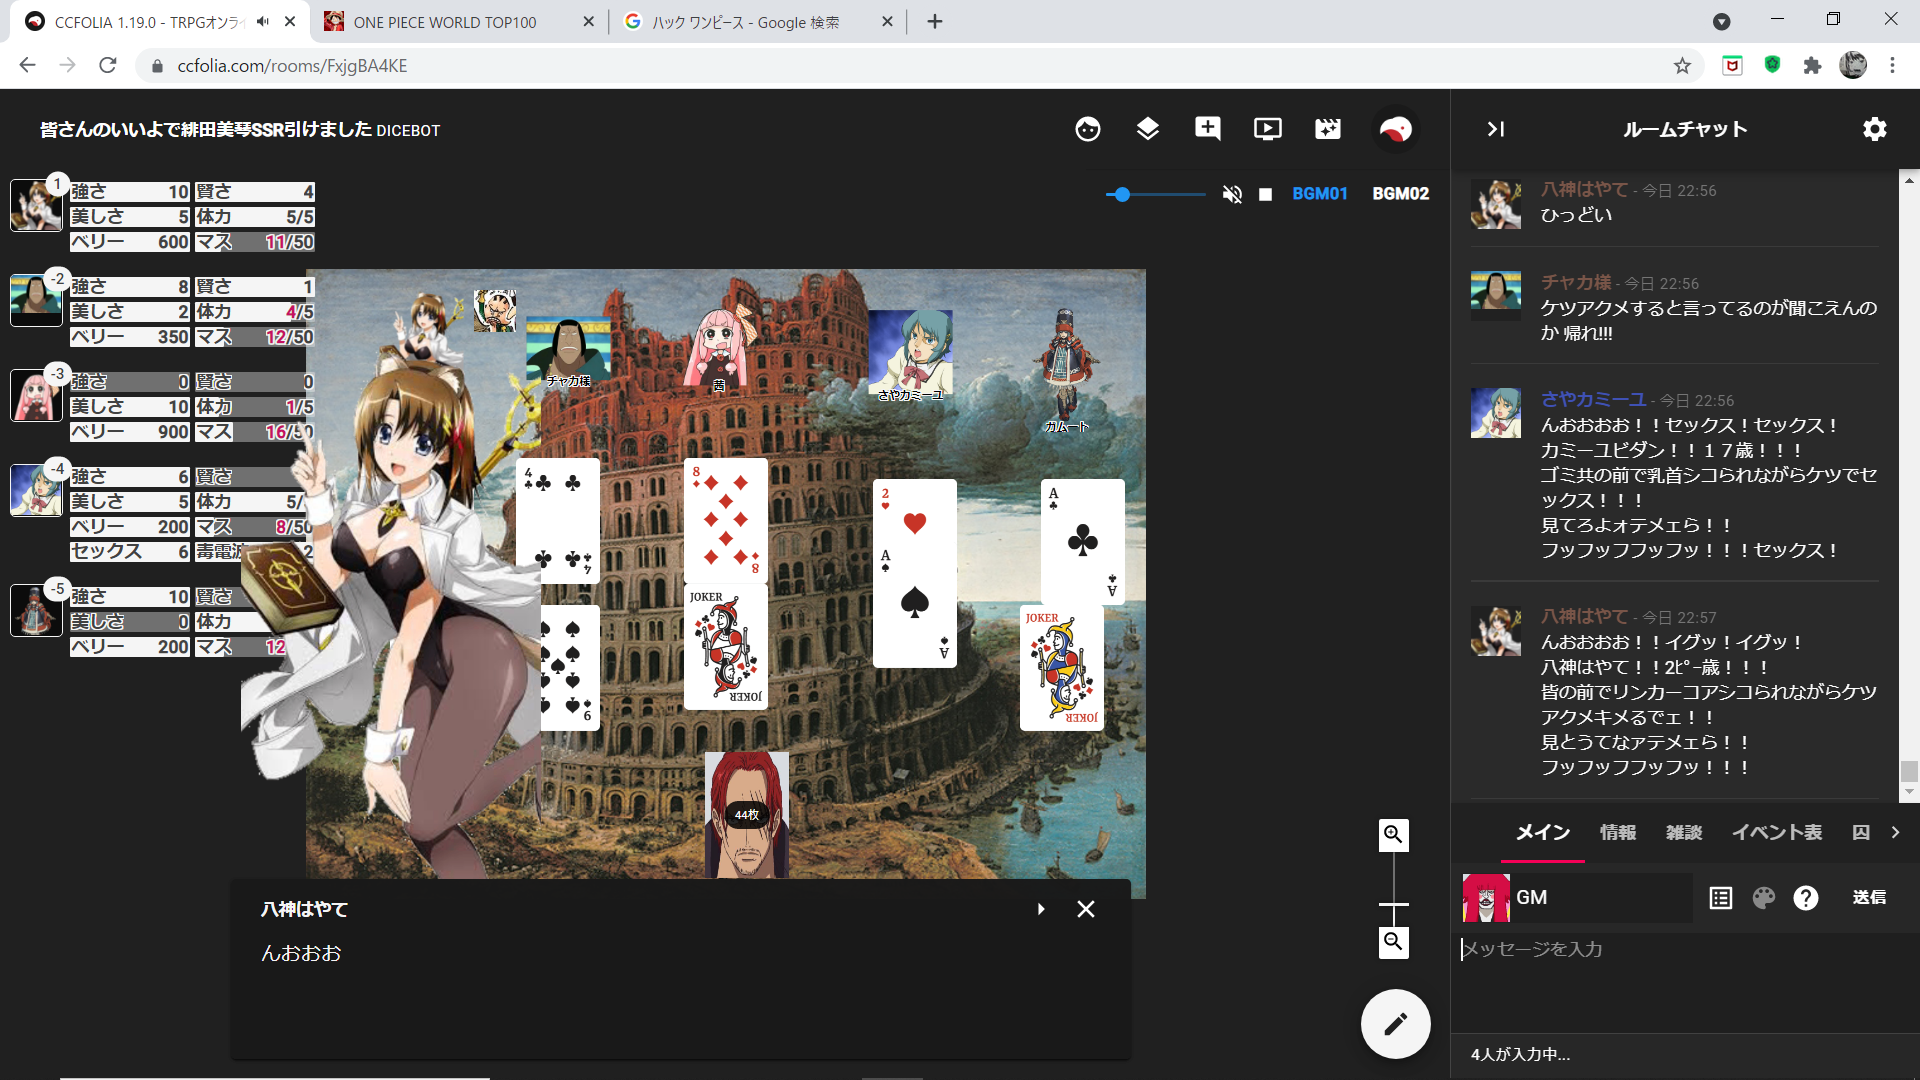 CCFOLIA 1.19.0 - TRPGオンライ
ONE PIECE WORLD TOP100
ハック ワンピース - Google 検索
ccfolia.com/rooms/FxjgBA4KE
皆さんのいいよで緋田美琴SSR引けました DICEBOT
BGM01
BGM02
1
強さ 10 賢さ 4
美しさ 5 体力 5/5
ベリー 600 マス 11/50
-2
強さ 8 賢さ 1
美しさ 2 体力 4/5
ベリー 350 マス 12/50
-3
強さ 0 賢さ 0
美しさ 10 体力 1/5
ベリー 900 マス 16/50
-4
強さ 6 賢さ
美しさ 5 体力 5/
ベリー 200 マス 8/50
セックス 6 毒電波 2
-5
強さ 10 賢さ
美しさ 0 体力
ベリー 200 マス 12
チャカ様
茜
さやカミーユ
ガムート
4
4
8
8
2
A
A
A
A
9
JOKER
JOKER
JOKER
JOKER
44枚
八神はやて
んおおお
ルームチャット
八神はやて - 今日 22:56
ひっどい
チャカ様 - 今日 22:56
ケツアクメすると言ってるのが聞こえんの
か 帰れ!!!
さやカミーユ - 今日 22:56
んおおおお！！セックス！セックス！
カミーユビダン！！１７歳！！！
ゴミ共の前で乳首シコられながらケツでセ
ックス！！！
見てろよォテメェら！！
フッフッフフッフッ！！！セックス！
八神はやて - 今日 22:57
んおおおお！！イグッ！イグッ！
八神はやて！！2ﾋﾟｰ歳！！！
皆の前でリンカーコアシコられながらケツ
アクメキメるでェ！！
見とうてなァテメェら！！
フッフッフフッフッ！！！
メイン
情報
雑談
イベント表
囚
GM
送信
メッセージを入力
4人が入力中...